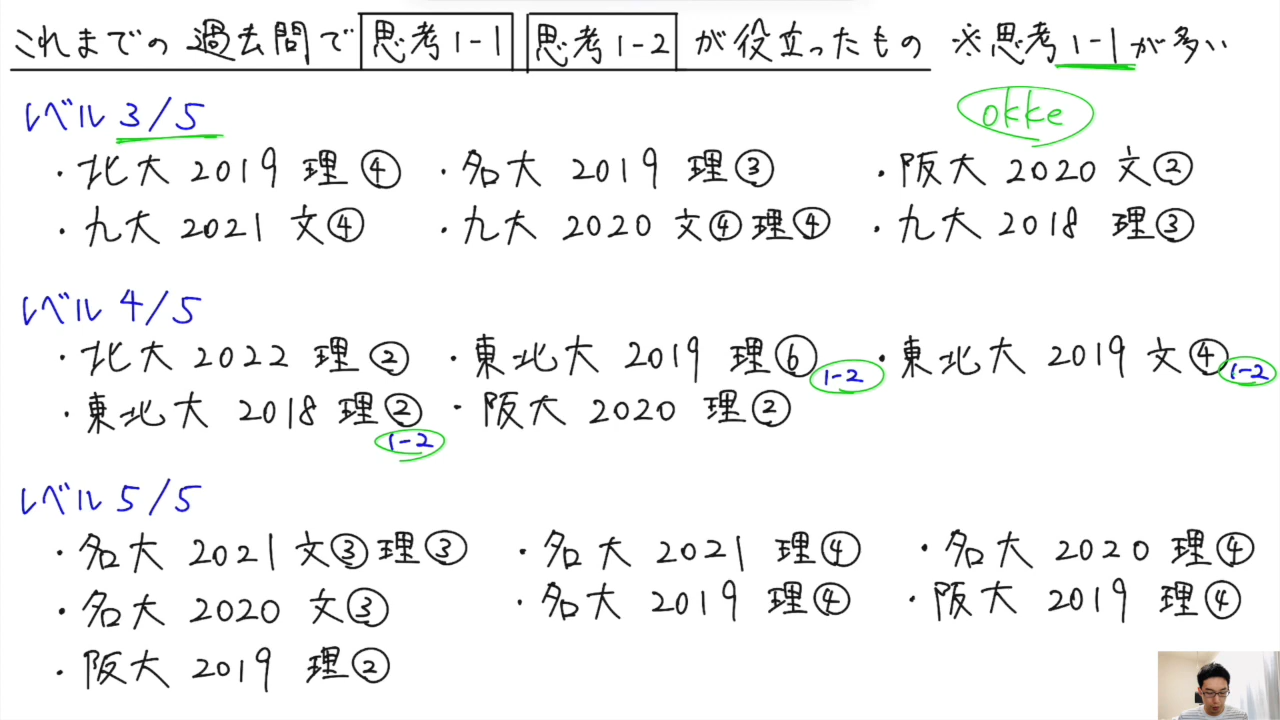 これまでの過去問で 思考1-1 思考1-2 が役立ったもの ※思考1-1が多い
okke
レベル 3/5
・北大 2019 理④ ・名大 2019 理③ ・阪大 2020 文②
・九大 2021 文④ ・九大 2020 文④理④ ・九大 2018 理③
レベル 4/5
・北大 2022 理② ・東北大 2019 理⑥ 1-2 ・東北大 2019 文④ 1-2
・東北大 2018 理② 1-2 ・阪大 2020 理②
レベル 5/5
・名大 2021 文③理③ ・名大 2021 理④ ・名大 2020 理④
・名大 2020 文③ ・名大 2019 理④ ・阪大 2019 理④
・阪大 2019 理②